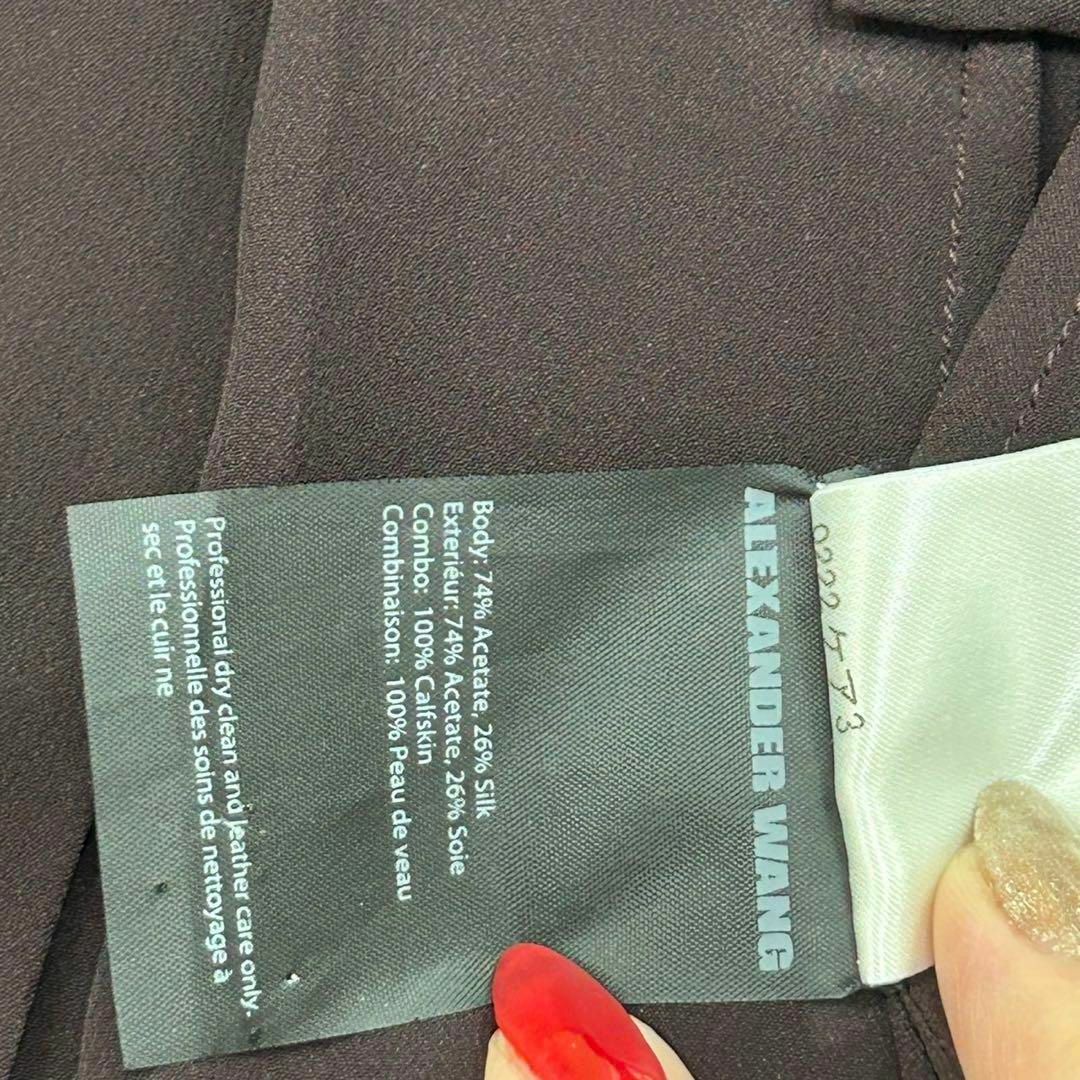 ALEXANDER WANG
Body: 74% Acetate, 26% Silk
Exteriéur: 74% Acetate, 26% Soie
Combo: 100% Calfskin
Combinaison: 100% Peau de veau
Professional dry clean and leather care only.
Professionnelle des soins de nettoyage à
sec et le cuir ne